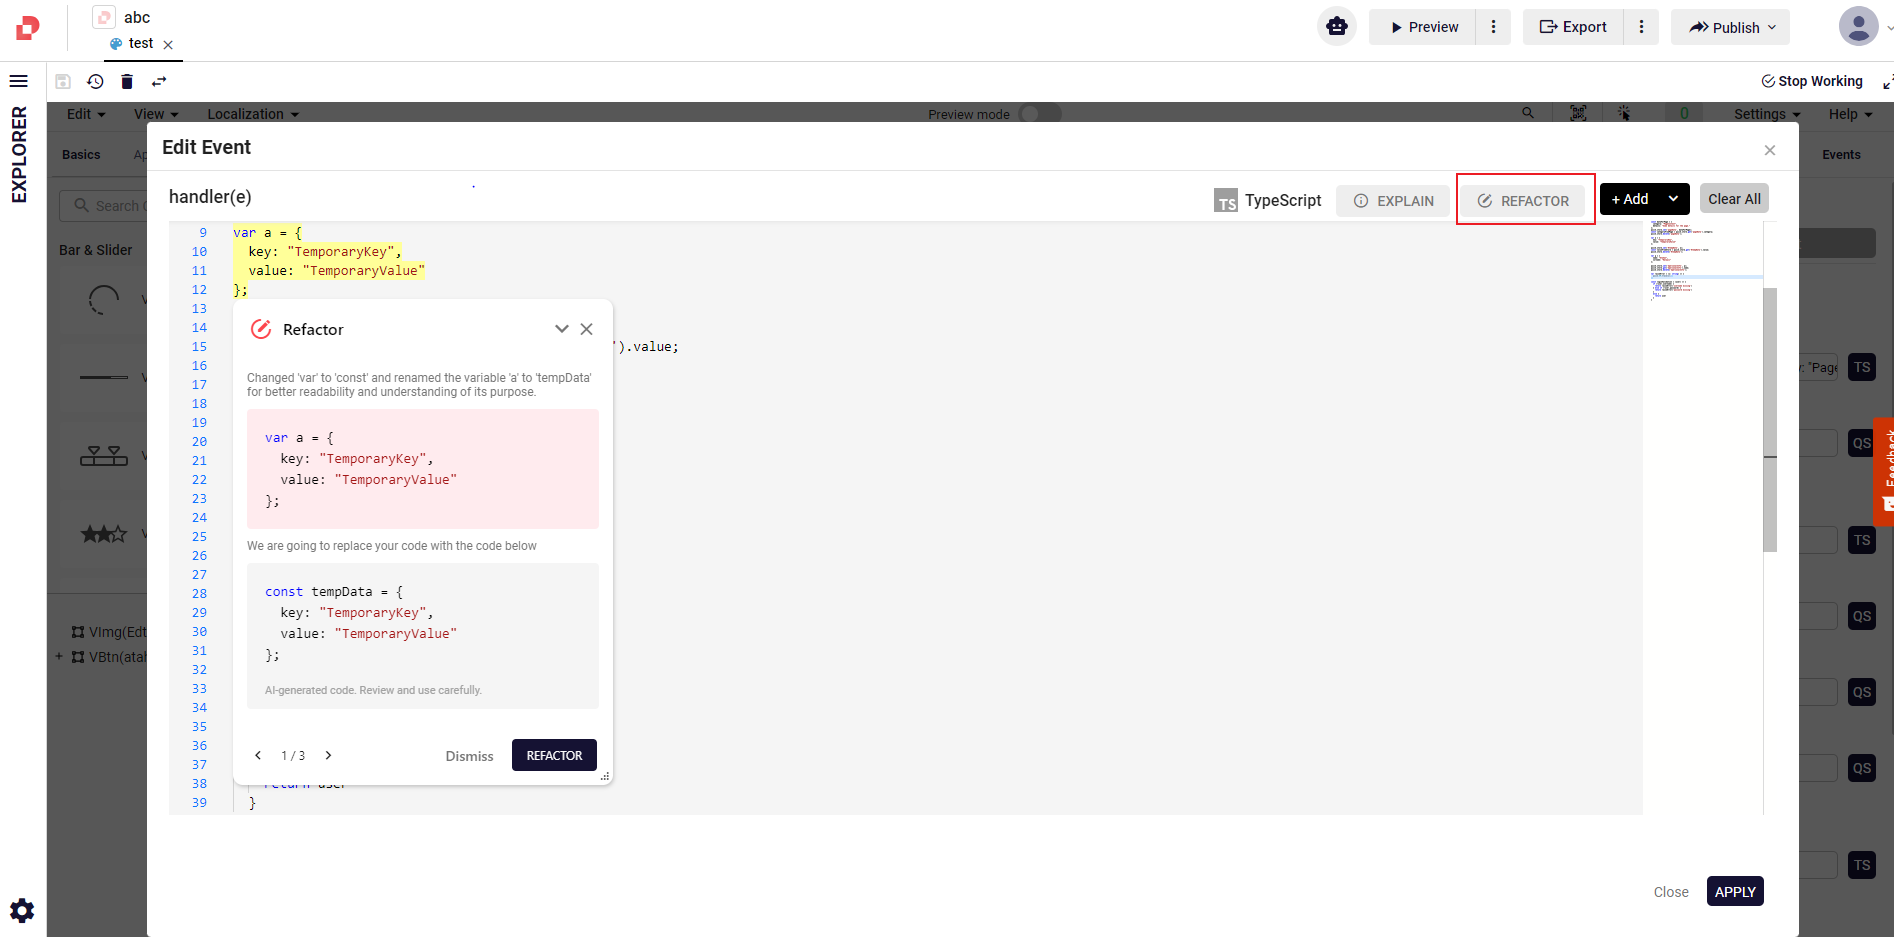 abc
test
Preview
Export
Publish
Stop Working
EXPLORER
Edit
View
Localization
Preview mode
0
Settings
Help
Basics
Ap
Events
Search C
Bar & Slider
VImg(Edt
+ VBtn(atal
Edit Event
handler(e)
TS TypeScript
EXPLAIN
REFACTOR
+ Add
Clear All
9 var a = {
10 key: "TemporaryKey",
11 value: "TemporaryValue"
12 };
13
14
15 ').value;
16
17
18
19
20
21
22
23
24
25
26
27
28
29
30
31
32
33
34
35
36
37
38 return user
39 }
Refactor
Changed 'var' to 'const' and renamed the variable 'a' to 'tempData'
for better readability and understanding of its purpose.
var a = {
key: "TemporaryKey",
value: "TemporaryValue"
};
We are going to replace your code with the code below
const tempData = {
key: "TemporaryKey",
value: "TemporaryValue"
};
AI-generated code. Review and use carefully.
1 / 3
Dismiss
REFACTOR
y: "Page
TS
QS
TS
QS
QS
QS
TS
Feedback
Close
APPLY